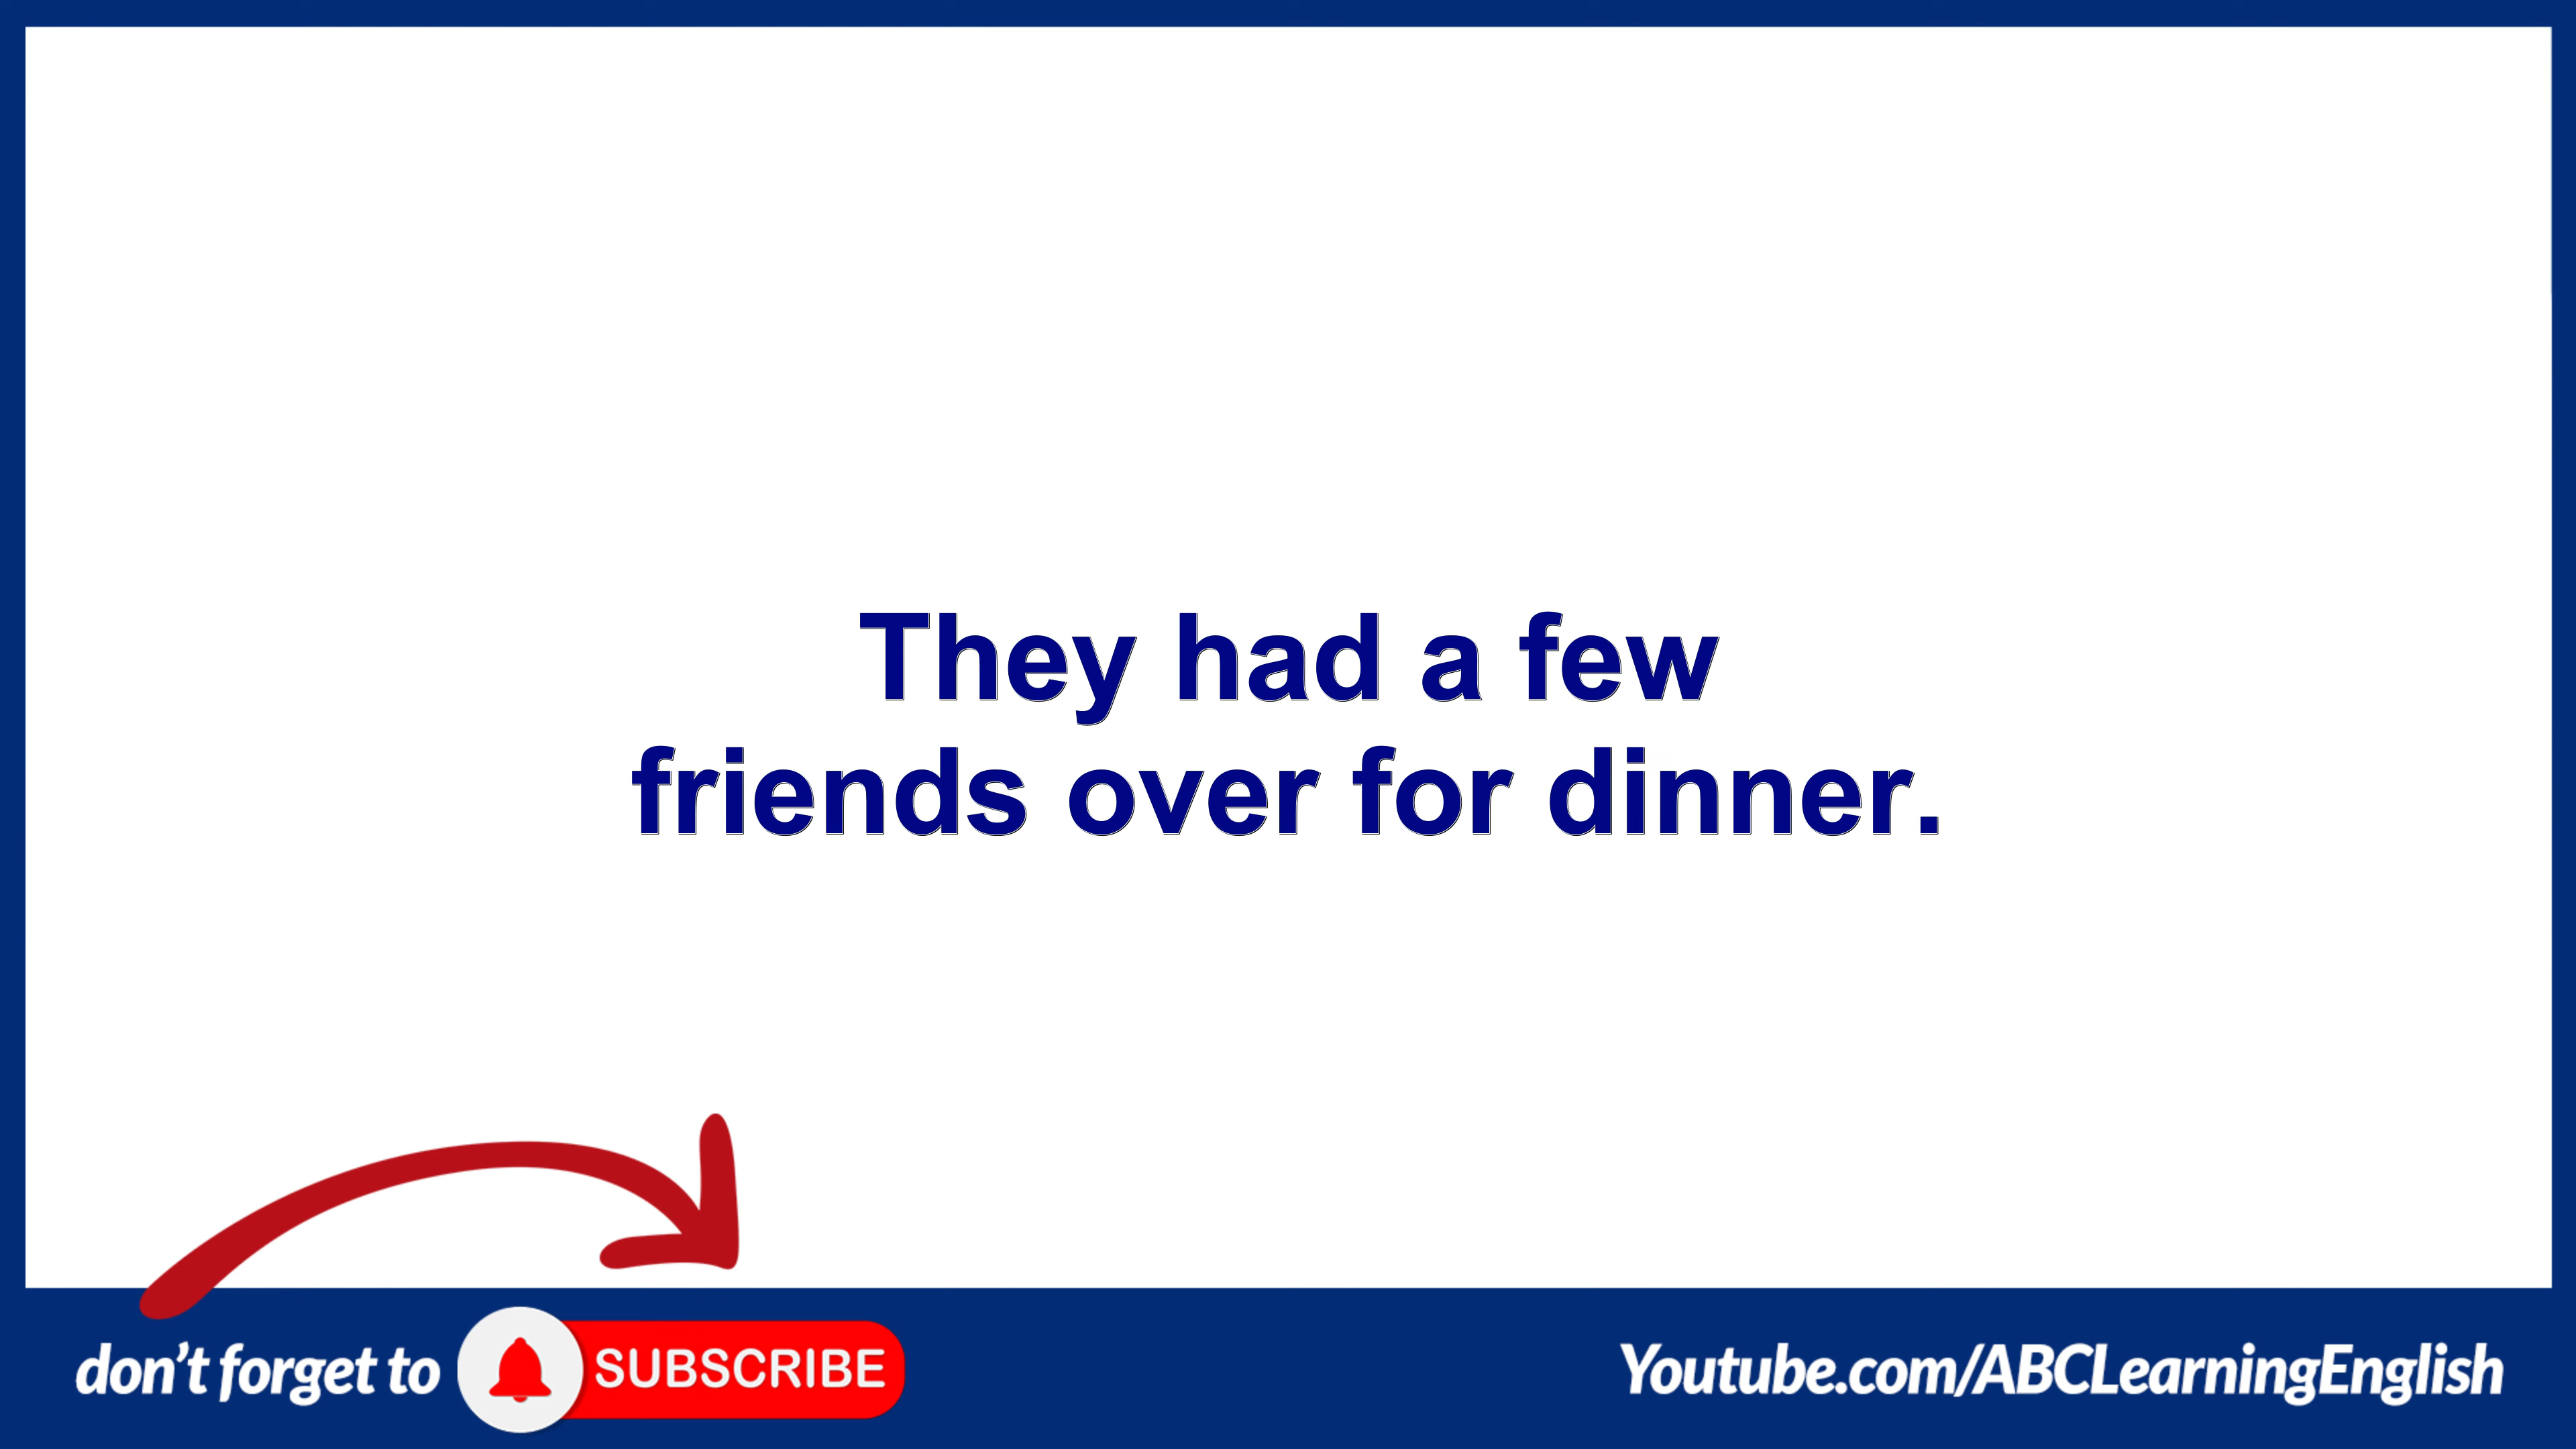 They had a few
friends over for dinner.
don't forget to SUBSCRIBE
Youtube.com/ABCLearningEnglish